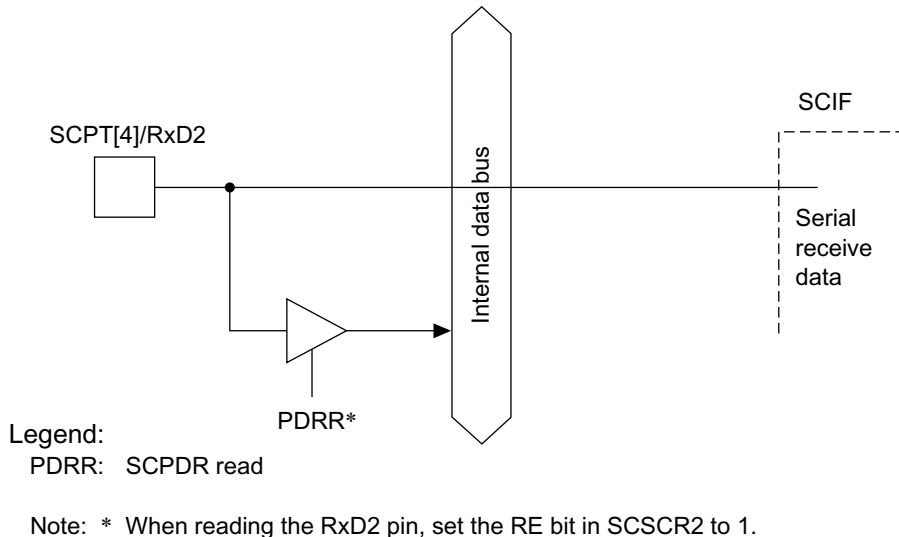 SCIF
SCPT[4]/RxD2
Internal data bus
Serial
receive
data
PDRR*
Legend:
PDRR: SCPDR read
Note: * When reading the RxD2 pin, set the RE bit in SCSCR2 to 1.